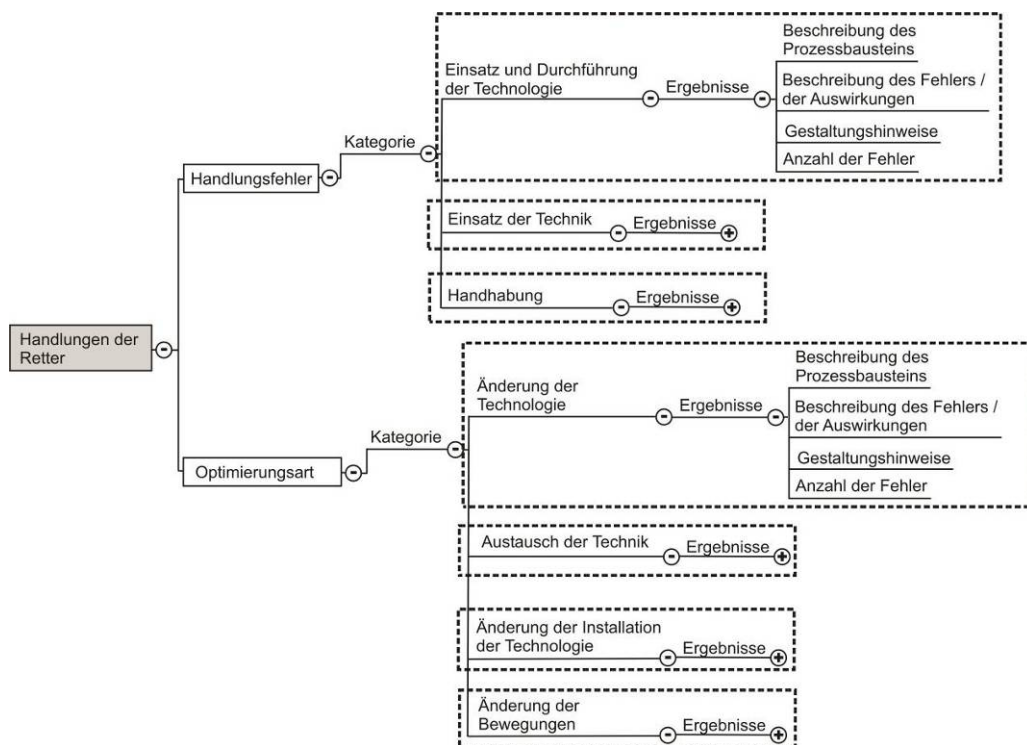 Handlungen der
Retter
Handlungsfehler
Kategorie
Einsatz und Durchführung
der Technologie
Ergebnisse
Beschreibung des
Prozessbausteins
Beschreibung des Fehlers /
der Auswirkungen
Gestaltungshinweise
Anzahl der Fehler
Einsatz der Technik
Ergebnisse
Handhabung
Ergebnisse
Optimierungsart
Kategorie
Änderung der
Technologie
Ergebnisse
Beschreibung des
Prozessbausteins
Beschreibung des Fehlers /
der Auswirkungen
Gestaltungshinweise
Anzahl der Fehler
Austausch der Technik
Ergebnisse
Änderung der Installation
der Technologie
Ergebnisse
Änderung der
Bewegungen
Ergebnisse